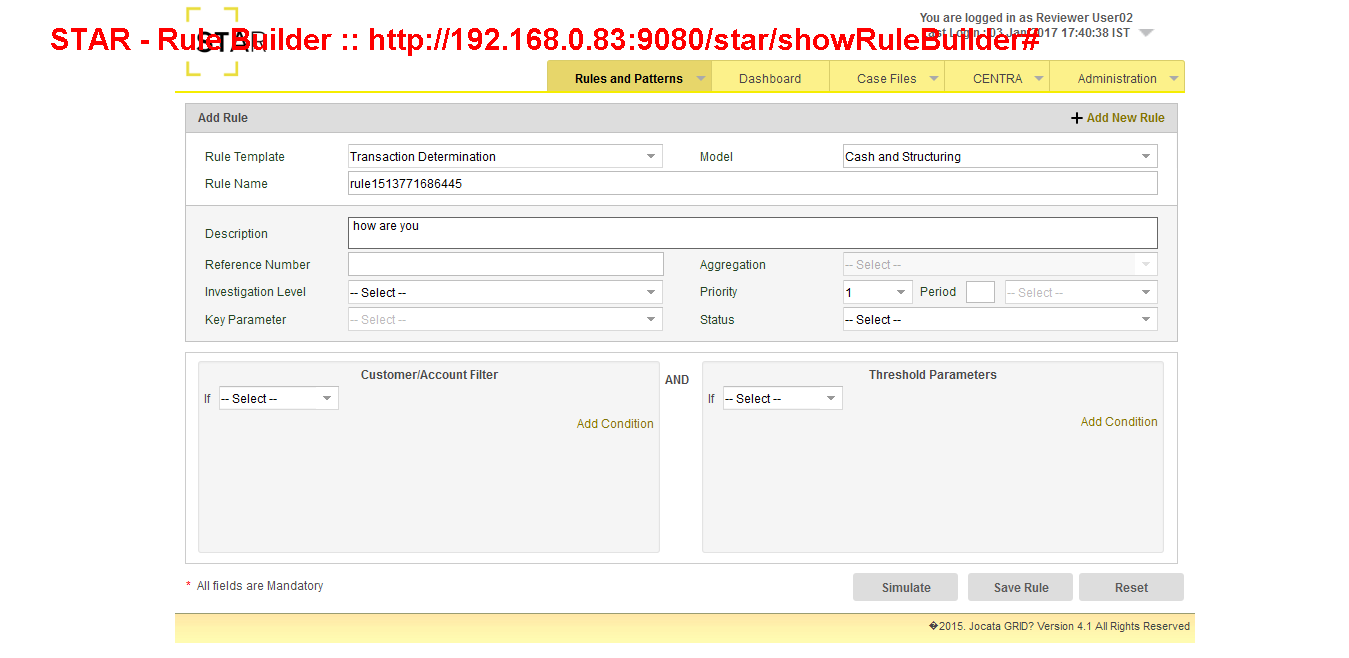 You are logged in as Reviewer User02
STAR
STAR - Rule Builder :: http://192.168.0.83:9080/star/showRuleBuilder#
Last Login : 03 Jan 2017 17:40:38 IST
Rules and Patterns Dashboard Case Files CENTRA Administration
Add Rule + Add New Rule
Rule Template Transaction Determination Model Cash and Structuring
Rule Name rule1513771686445
Description how are you
Reference Number Aggregation -- Select --
Investigation Level -- Select -- Priority 1 Period -- Select --
Key Parameter -- Select -- Status -- Select --
Customer/Account Filter AND Threshold Parameters
If -- Select -- If -- Select --
Add Condition Add Condition
* All fields are Mandatory Simulate Save Rule Reset
�2015. Jocata GRID? Version 4.1 All Rights Reserved